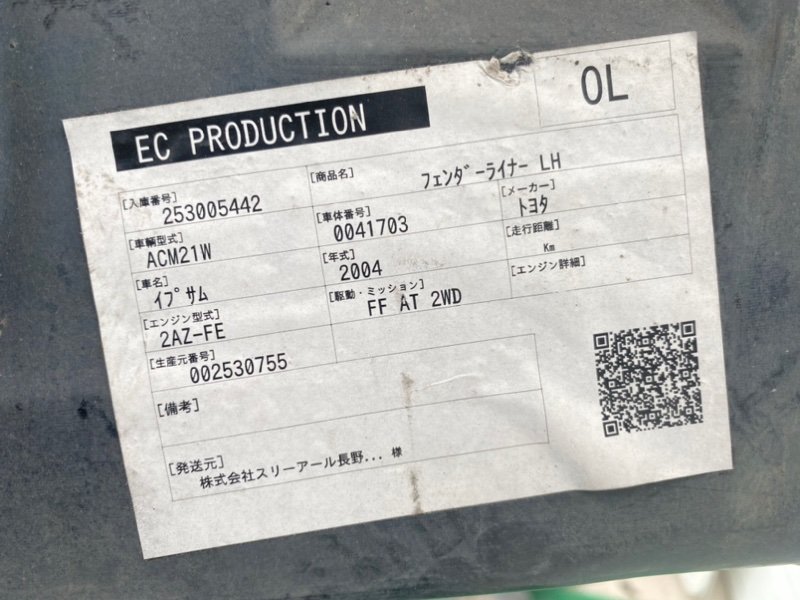 EC PRODUCTION
OL
[入庫番号]
253005442
[商品名]
フェンダーライナー LH
[車輌型式]
ACM21W
[車体番号]
0041703
[メーカー]
トヨタ
[車名]
イプサム
[年式]
2004
[走行距離]
Km
[エンジン型式]
2AZ-FE
[駆動・ミッション]
FF AT 2WD
[エンジン詳細]
[生産元番号]
002530755
[備考]
[発送元]
株式会社スリーアール長野... 様